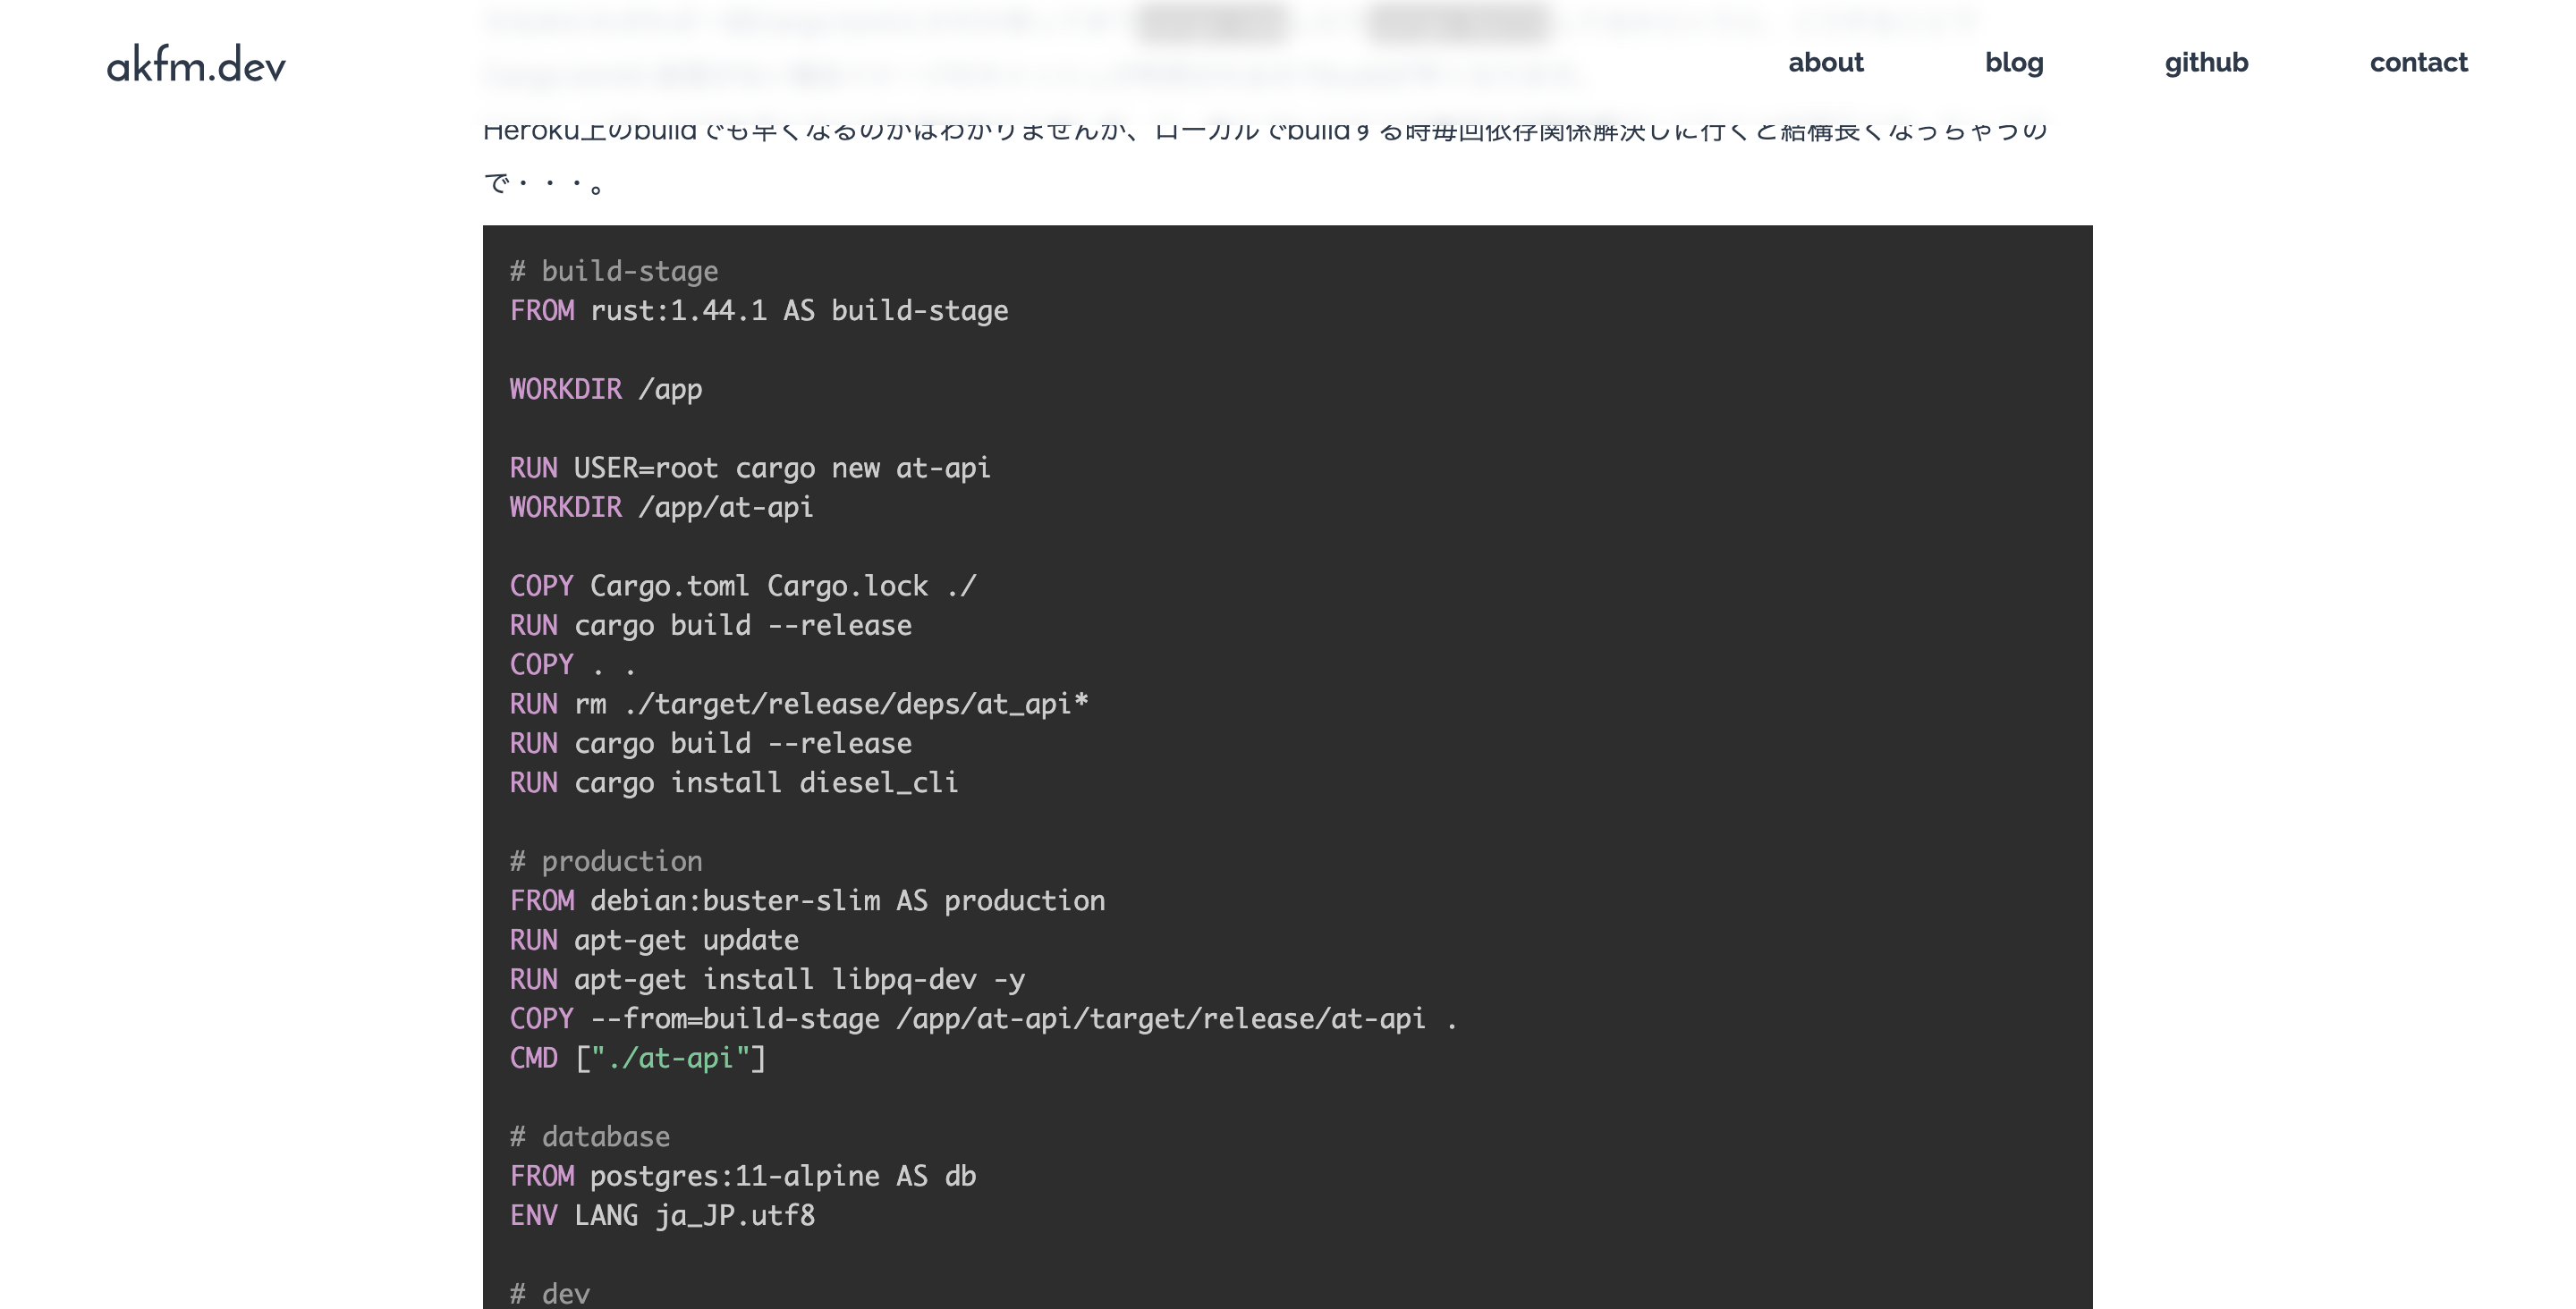 akfm.dev
about
blog
github
contact
Heroku上のbuildでも早くなるのかはわかりませんが、ローカルでbuildする時毎回依存関係解決しに行くと結構長くなっちゃうの
で・・・。
# build-stage
FROM rust:1.44.1 AS build-stage
WORKDIR /app
RUN USER=root cargo new at-api
WORKDIR /app/at-api
COPY Cargo.toml Cargo.lock ./
RUN cargo build --release
COPY . .
RUN rm ./target/release/deps/at_api*
RUN cargo build --release
RUN cargo install diesel_cli
# production
FROM debian:buster-slim AS production
RUN apt-get update
RUN apt-get install libpq-dev -y
COPY --from=build-stage /app/at-api/target/release/at-api .
CMD ["./at-api"]
# database
FROM postgres:11-alpine AS db
ENV LANG ja_JP.utf8
# dev